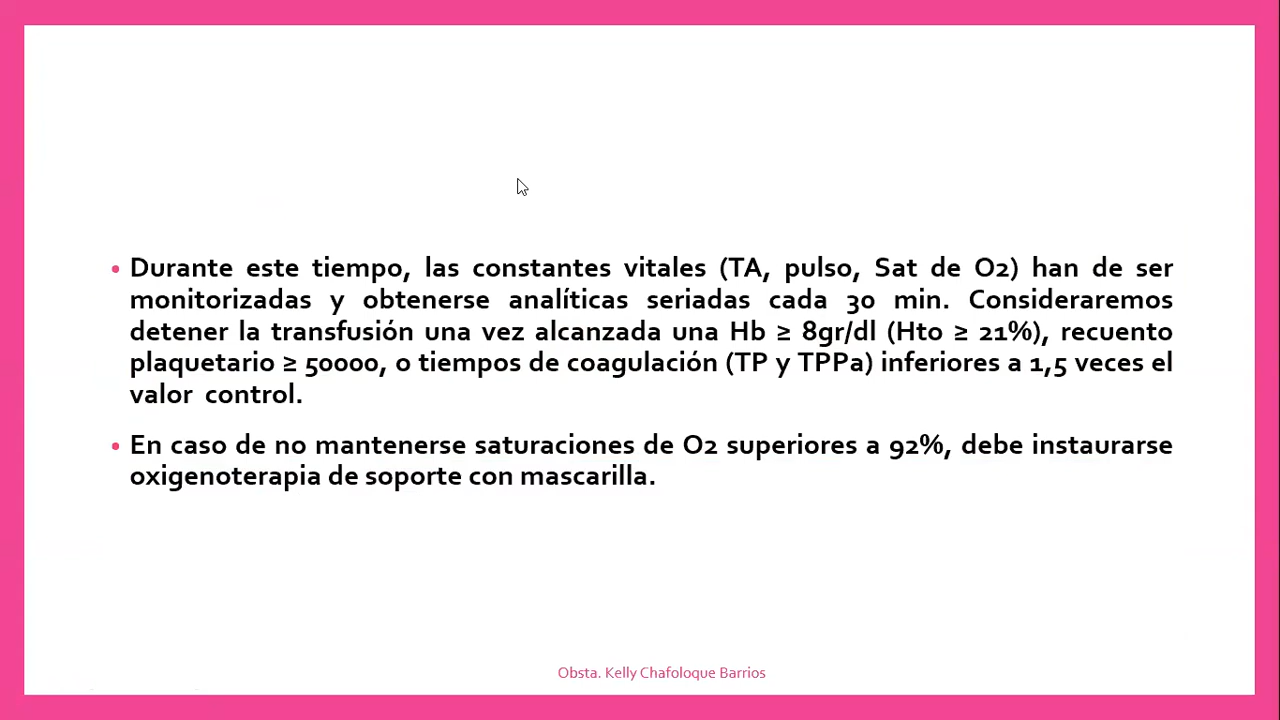 • Durante este tiempo, las constantes vitales (TA, pulso, Sat de O2) han de ser
monitorizadas y obtenerse analíticas seriadas cada 30 min. Consideraremos
detener la transfusión una vez alcanzada una Hb ≥ 8gr/dl (Hto ≥ 21%), recuento
plaquetario ≥ 50000, o tiempos de coagulación (TP y TPPa) inferiores a 1,5 veces el
valor control.
• En caso de no mantenerse saturaciones de O2 superiores a 92%, debe instaurarse
oxigenoterapia de soporte con mascarilla.
Obsta. Kelly Chafoloque Barrios